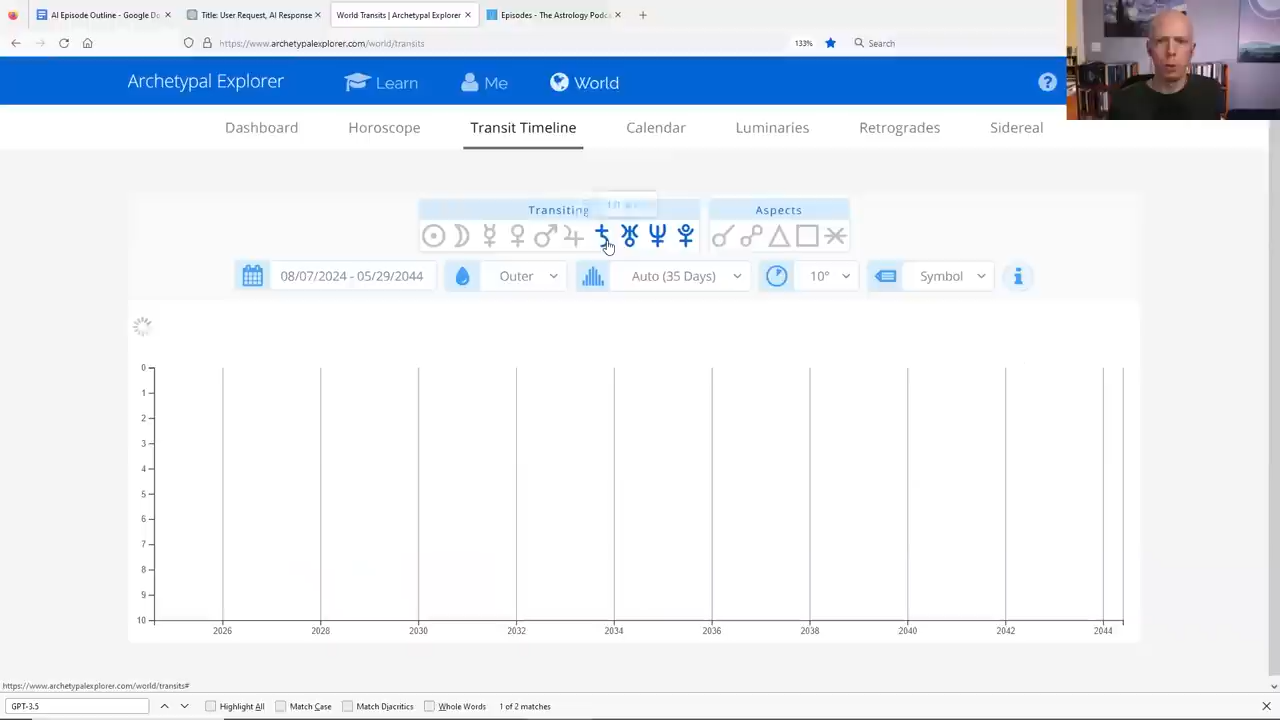 AI Episode Outline - Google Do
Title: User Request, AI Response
World Transits | Archetypal Explorer
Episodes - The Astrology Podca
https://www.archetypalexplorer.com/world/transits
133%
Search
Archetypal Explorer
Learn
Me
World
Dashboard
Horoscope
Transit Timeline
Calendar
Luminaries
Retrogrades
Sidereal
Transiting
Aspects
08/07/2024 - 05/29/2044
Outer
Auto (35 Days)
10°
Symbol
0
1
2
3
4
5
6
7
8
9
10
2026 2028 2030 2032 2034 2036 2038 2040 2042 2044
https://www.archetypalexplorer.com/world/transits#
GPT-3.5
Highlight All
Match Case
Match Diacritics
Whole Words
1 of 2 matches